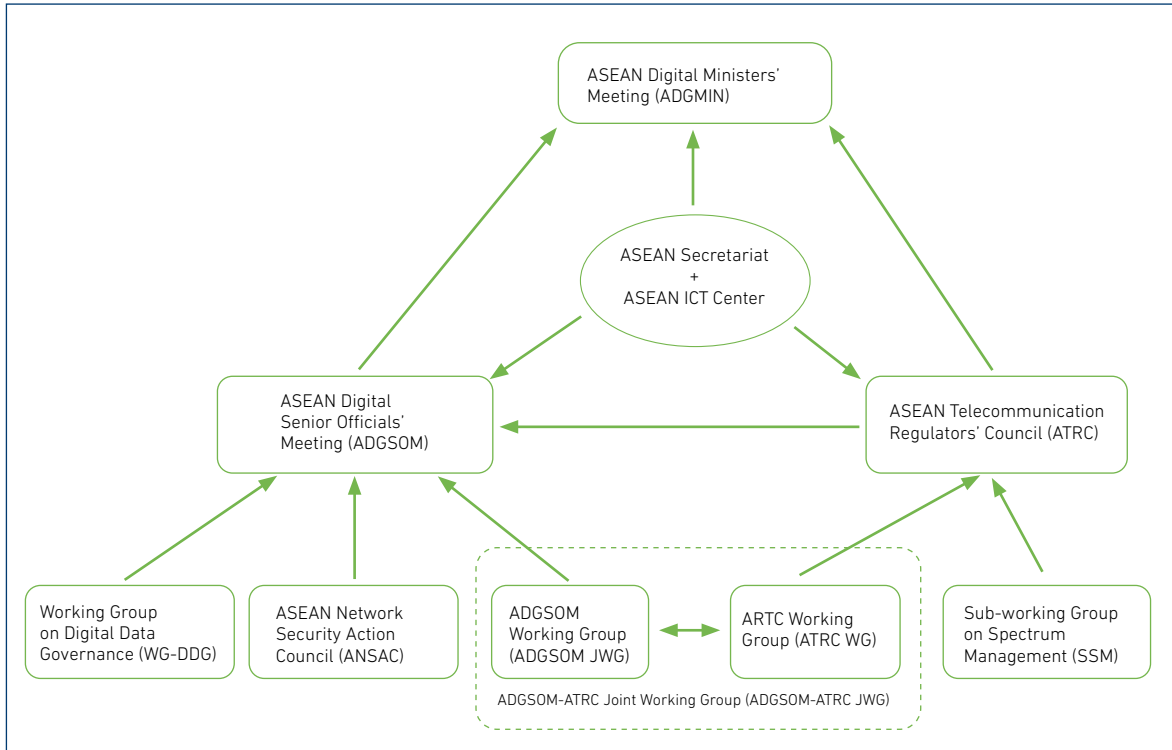 ASEAN Digital Ministers'
Meeting (ADGMIN)
ASEAN Secretariat
+
ASEAN ICT Center
ASEAN Digital
Senior Officials'
Meeting (ADGSOM)
ASEAN Telecommunication
Regulators' Council (ATRC)
Working Group
on Digital Data
Governance (WG-DDG)
ASEAN Network
Security Action
Council (ANSAC)
ADGSOM
Working Group
(ADGSOM JWG)
ARTC Working
Group (ATRC WG)
Sub-working Group
on Spectrum
Management (SSM)
ADGSOM-ATRC Joint Working Group (ADGSOM-ATRC JWG)